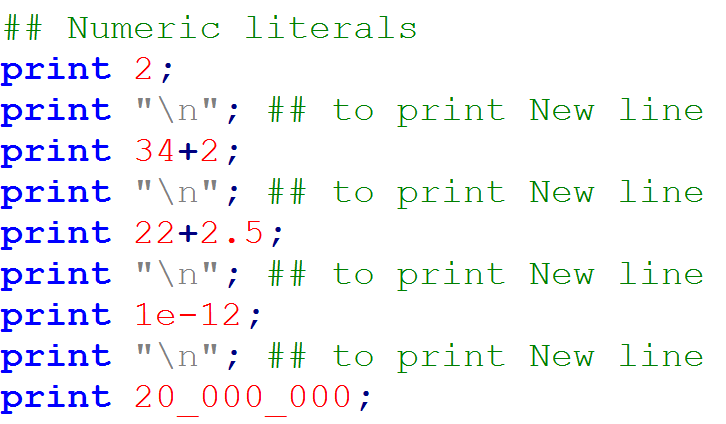 ## Numeric literals
print 2;
print "\n"; ## to print New line
print 34+2;
print "\n"; ## to print New line
print 22+2.5;
print "\n"; ## to print New line
print 1e-12;
print "\n"; ## to print New line
print 20_000_000;